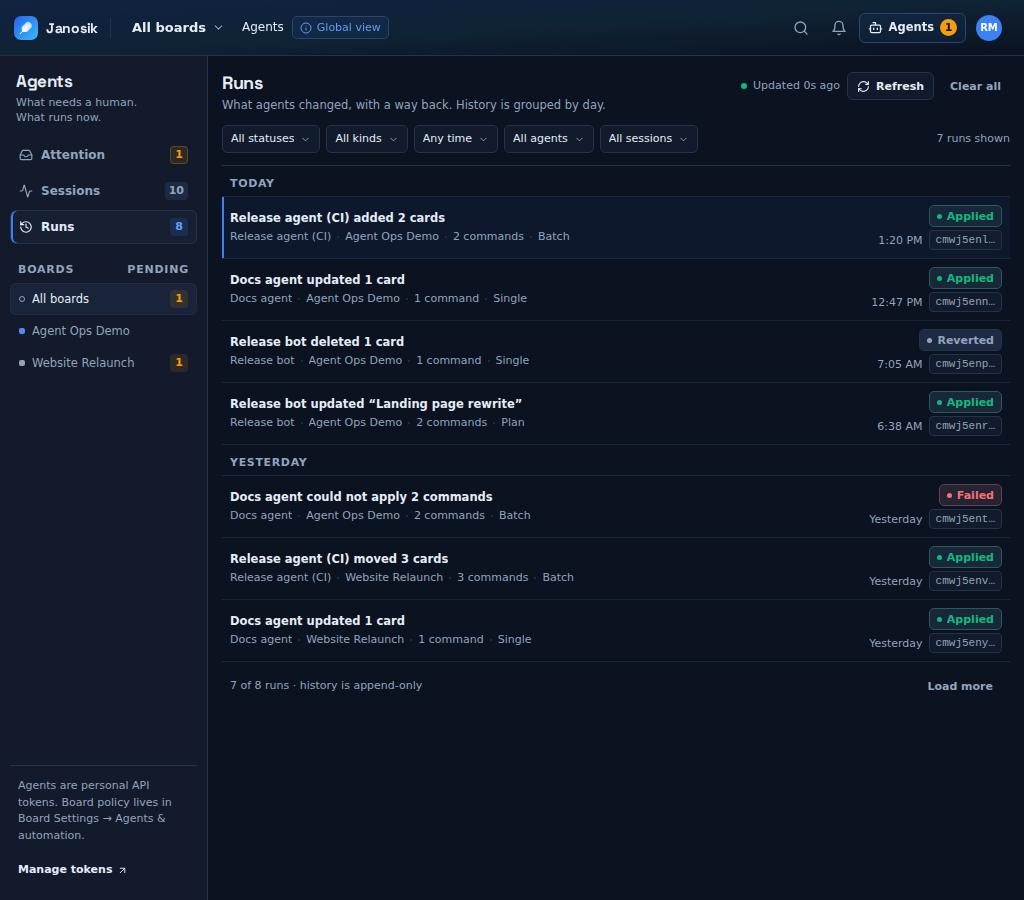 Janosik
All boards
Agents
Global view
Agents 1
RM
Agents
What needs a human.
What runs now.
Attention 1
Sessions 10
Runs 8
BOARDS PENDING
All boards 1
Agent Ops Demo
Website Relaunch 1
Agents are personal API
tokens. Board policy lives in
Board Settings → Agents &
automation.
Manage tokens ↗
Runs
What agents changed, with a way back. History is grouped by day.
Updated 0s ago
Refresh
Clear all
All statuses
All kinds
Any time
All agents
All sessions
7 runs shown
TODAY
Release agent (CI) added 2 cards
Applied
Release agent (CI) · Agent Ops Demo · 2 commands · Batch
1:20 PM cmwj5enl…
Docs agent updated 1 card
Applied
Docs agent · Agent Ops Demo · 1 command · Single
12:47 PM cmwj5enn…
Release bot deleted 1 card
Reverted
Release bot · Agent Ops Demo · 1 command · Single
7:05 AM cmwj5enp…
Release bot updated “Landing page rewrite”
Applied
Release bot · Agent Ops Demo · 2 commands · Plan
6:38 AM cmwj5enr…
YESTERDAY
Docs agent could not apply 2 commands
Failed
Docs agent · Agent Ops Demo · 2 commands · Batch
Yesterday cmwj5ent…
Release agent (CI) moved 3 cards
Applied
Release agent (CI) · Website Relaunch · 3 commands · Batch
Yesterday cmwj5env…
Docs agent updated 1 card
Applied
Docs agent · Website Relaunch · 1 command · Single
Yesterday cmwj5eny…
7 of 8 runs · history is append-only
Load more